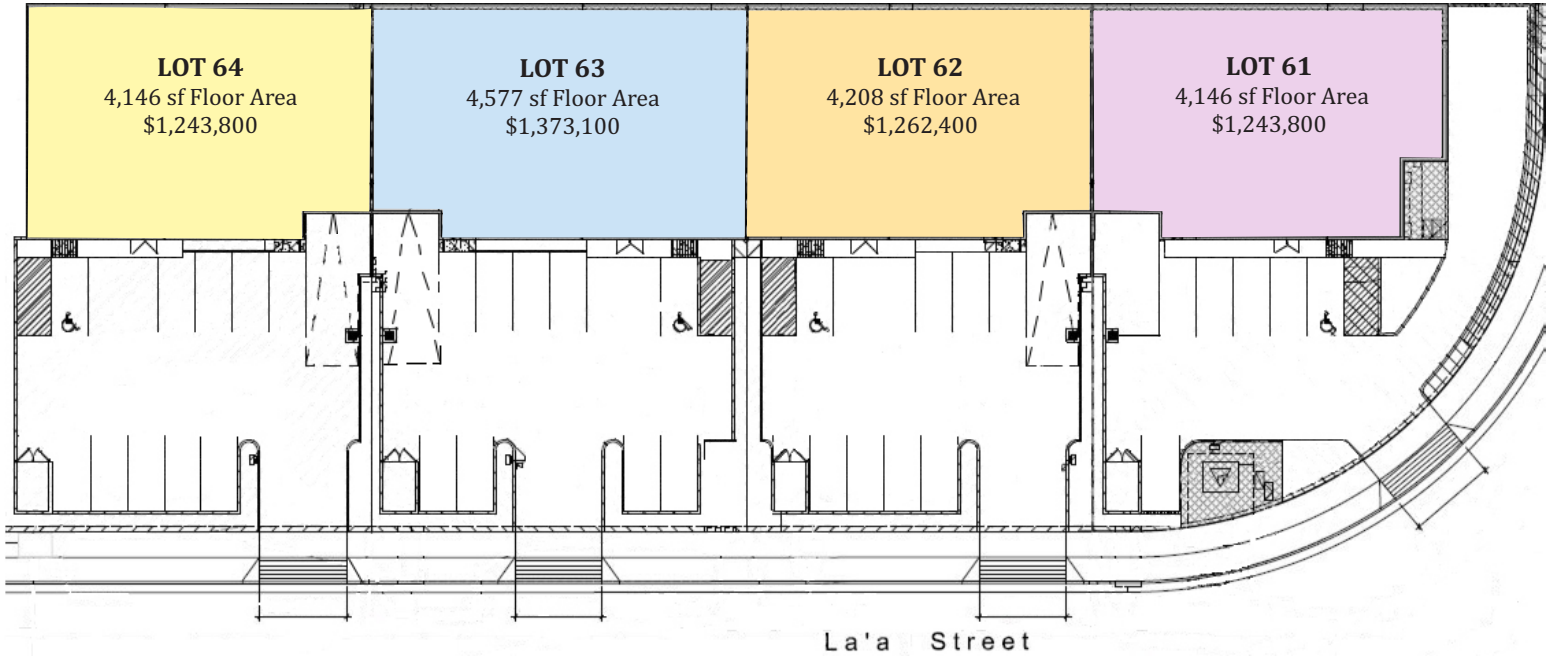 LOT 64
4,146 sf Floor Area
$1,243,800
LOT 63
4,577 sf Floor Area
$1,373,100
LOT 62
4,208 sf Floor Area
$1,262,400
LOT 61
4,146 sf Floor Area
$1,243,800
La'a Street